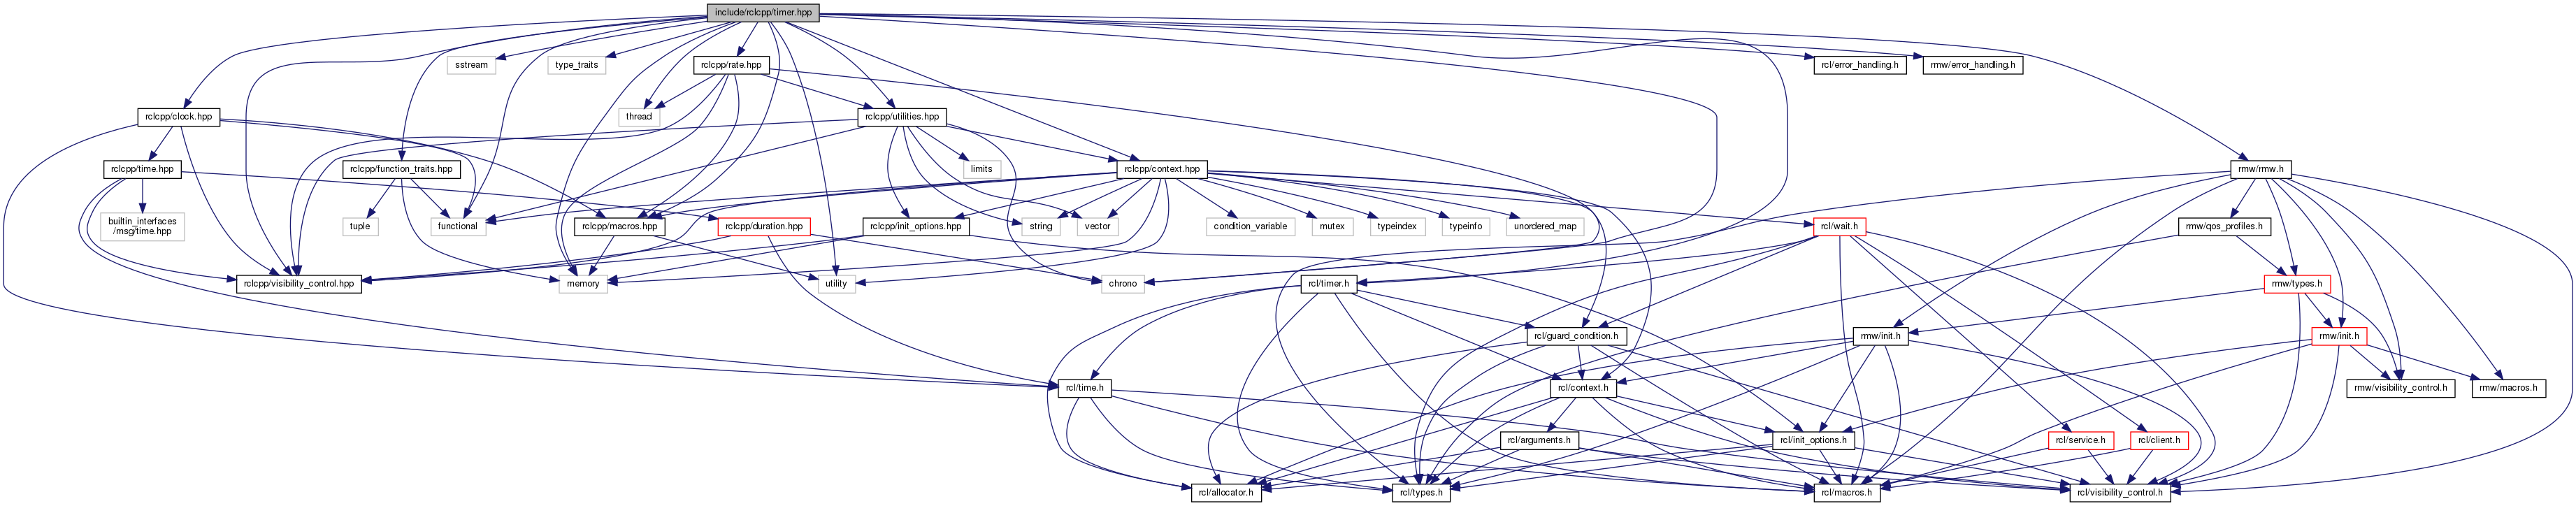 include/rclcpp/timer.hpp
sstream
type_traits
rclcpp/rate.hpp
rcl/error_handling.h
rmw/error_handling.h
rclcpp/clock.hpp
thread
rclcpp/utilities.hpp
rclcpp/time.hpp
rclcpp/function_traits.hpp
limits
rclcpp/context.hpp
rmw/rmw.h
builtin_interfaces
/msg/time.hpp
tuple
functional
rclcpp/macros.hpp
rclcpp/duration.hpp
rclcpp/init_options.hpp
string
vector
condition_variable
mutex
typeindex
typeinfo
unordered_map
rcl/wait.h
rmw/qos_profiles.h
rclcpp/visibility_control.hpp
memory
utility
chrono
rcl/timer.h
rmw/types.h
rcl/guard_condition.h
rmw/init.h
rmw/init.h
rcl/time.h
rcl/context.h
rmw/visibility_control.h
rmw/macros.h
rcl/arguments.h
rcl/init_options.h
rcl/service.h
rcl/client.h
rcl/allocator.h
rcl/types.h
rcl/macros.h
rcl/visibility_control.h